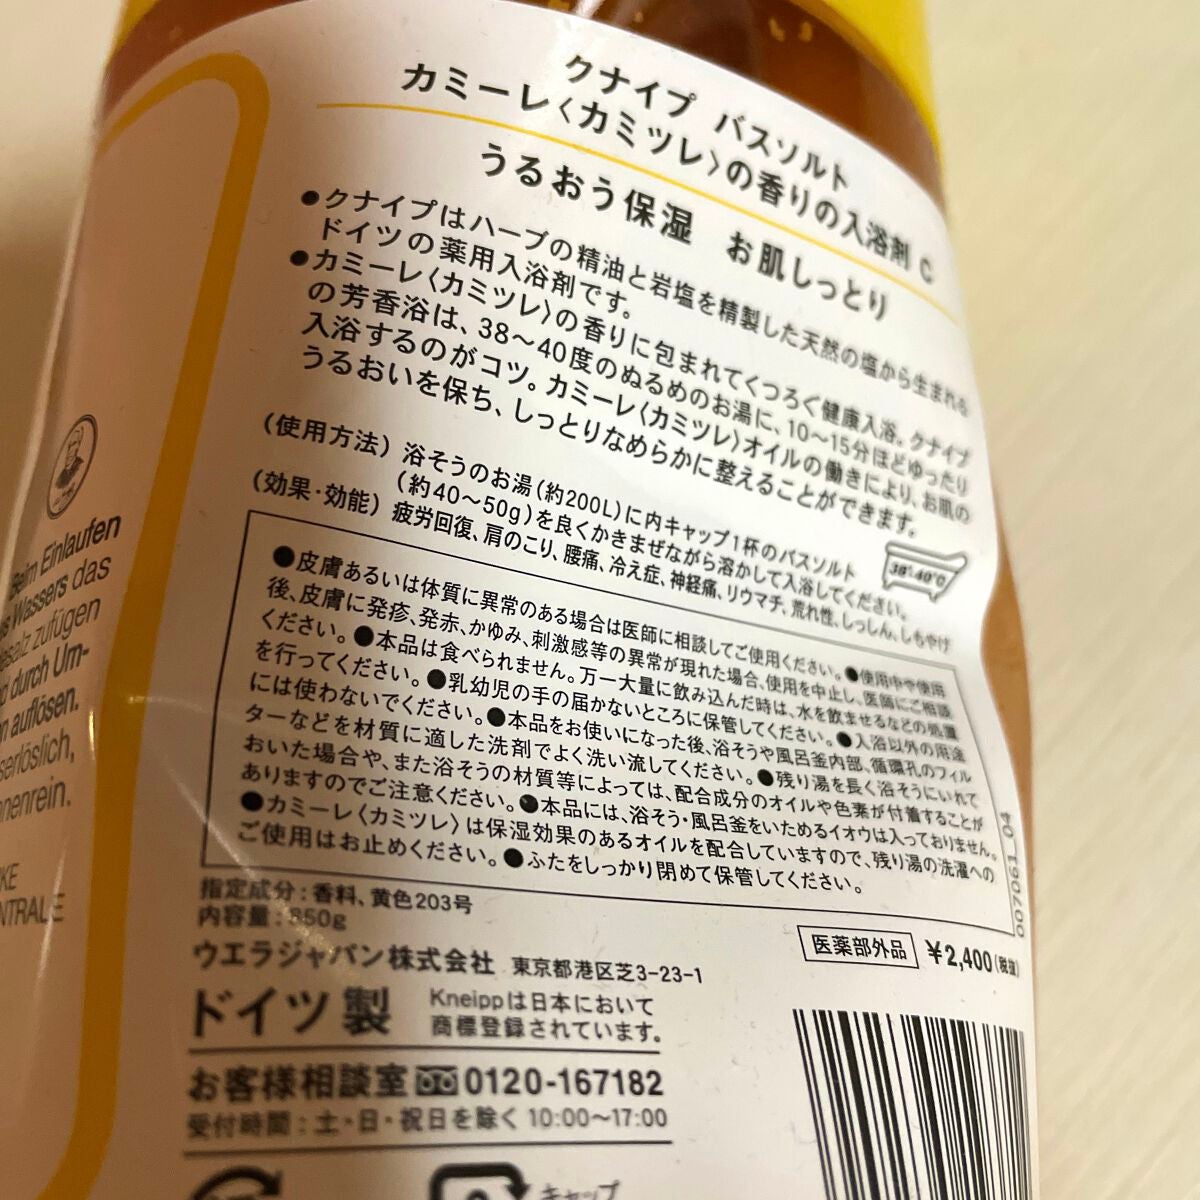 クナイプ バスソルト
カミーレ〈カミツレ〉の香りの入浴剤 C
うるおう保湿 お肌しっとり
●クナイプはハーブの精油と岩塩を精製した天然の塩から生まれる
ドイツの薬用入浴剤です。
●カミーレ〈カミツレ〉の香りに包まれてくつろぐ健康入浴。クナイプ
の芳香浴は、38〜40度のぬるめのお湯に、10〜15分ほどゆったり
入浴するのがコツ。カミーレ〈カミツレ〉オイルの働きにより、お肌の
うるおいを保ち、しっとりなめらかに整えることができます。
(使用方法) 浴そうのお湯(約200L)に内キャップ1杯のバスソルト
(約40〜50g)を良くかきまぜながら溶かして入浴してください。
38°-40°C
(効果・効能) 疲労回復、肩のこり、腰痛、冷え症、神経痛、リウマチ、荒れ性、しっしん、しもやけ
●皮膚あるいは体質に異常のある場合は医師に相談してご使用ください。●使用中や使用
後、皮膚に発疹、発赤、かゆみ、刺激感等の異常が現れた場合、使用を中止し、医師にご相談
ください。●本品は食べられません。万一大量に飲み込んだ時は、水を飲ませるなどの処置
を行ってください。●乳幼児の手の届かないところに保管してください。●入浴以外の用途
には使わないでください。●本品をお使いになった後、浴そうや風呂釜内部、循環孔のフィル
ターなどを材質に適した洗剤でよく洗い流してください。●残り湯を長く浴そうにいれて
おいた場合や、また浴そうの材質等によっては、配合成分のオイルや色素が付着することが
ありますのでご注意ください。●本品には、浴そう・風呂釜をいためるイオウは入っておりません。
●カミーレ〈カミツレ〉は保湿効果のあるオイルを配合していますので、残り湯の洗濯への
ご使用はお止めください。●ふたをしっかり閉めて保管してください。
指定成分:香料、黄色203号
内容量:850g
医薬部外品 ¥2,400(税抜)
ウエラジャパン株式会社 東京都港区芝3-23-1
ドイツ製
Kneippは日本において
商標登録されています。
お客様相談室 0120-167182
受付時間:土・日・祝日を除く 10:00〜17:00
キャップ
Beim Einlaufen
Wassers das
zufügen
durch Um-
auflösen.